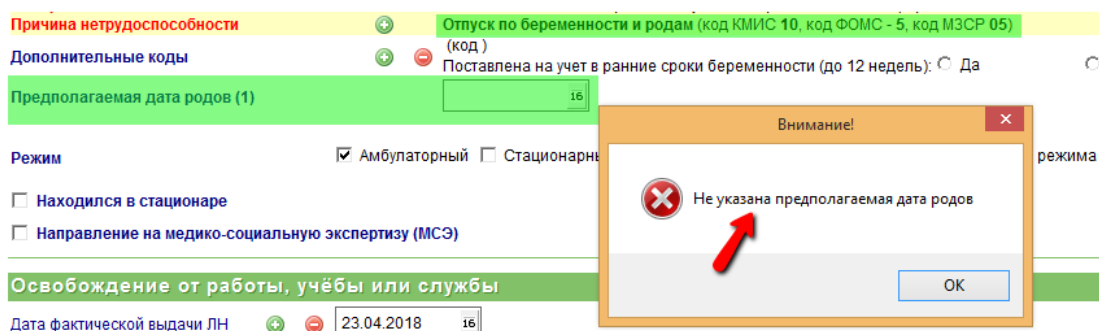 Причина нетрудоспособности Отпуск по беременности и родам (код КМИС 10, код ФОМС - 5, код МЗСР 05)
(код )
Дополнительные коды Поставлена на учет в ранние сроки беременности (до 12 недель): Да
Предполагаемая дата родов (1) 16
Внимание!
Режим Амбулаторный Стационарн режима
Не указана предполагаемая дата родов
Находился в стационаре
Направление на медико-социальную экспертизу (МСЭ)
OK
Освобождение от работы, учёбы или службы
Дата фактической выдачи ЛН 23.04.2018 16